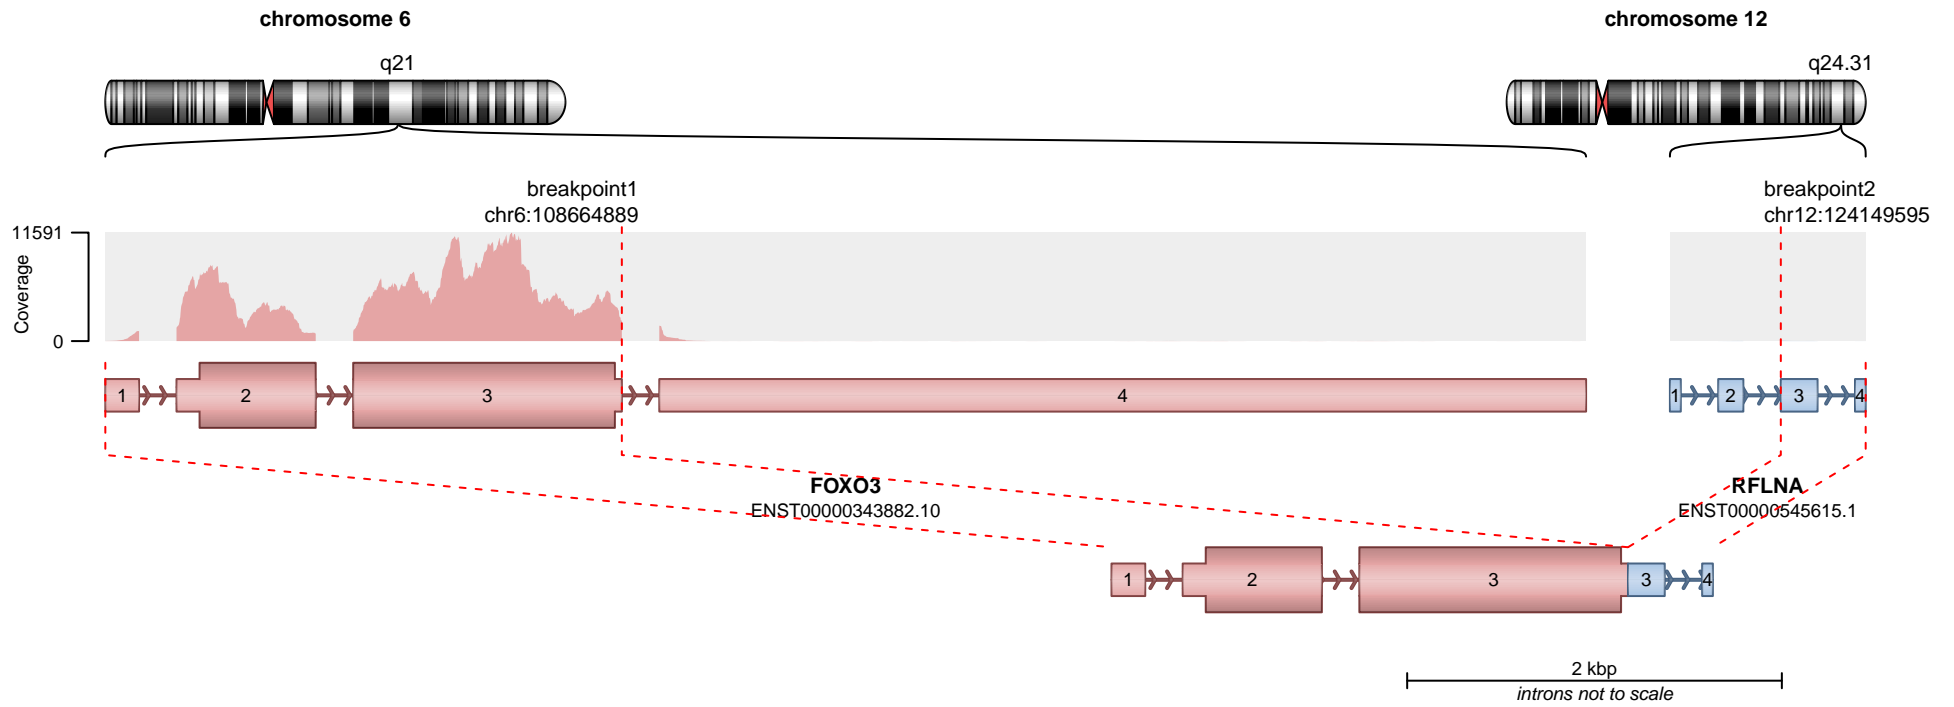 chromosome 6
chromosome 12
q21
q24.31
breakpoint1
chr6:108664889
breakpoint2
chr12:124149595
11591
Coverage
0
1
2
3
4
1
2
3
4
FOXO3
ENST00000343882.10
RFLNA
ENST00000545615.1
1
2
3
3
4
2 kbp
introns not to scale